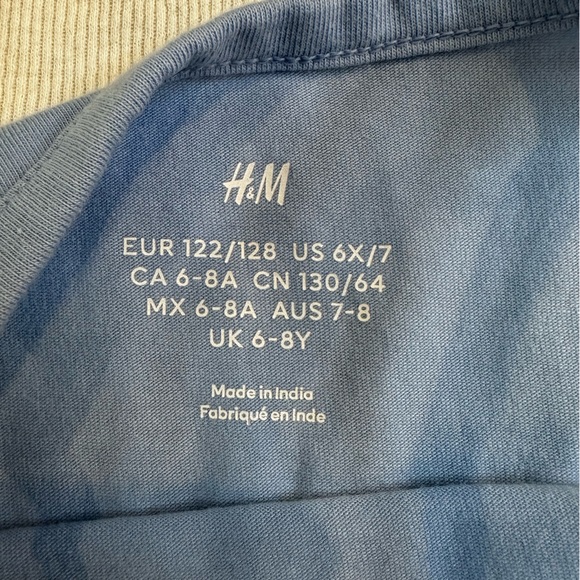 H&M
EUR 122/128 US 6X/7
CA 6-8A CN 130/64
MX 6-8A AUS 7-8
UK 6-8Y
Made in India
Fabriqué en Inde